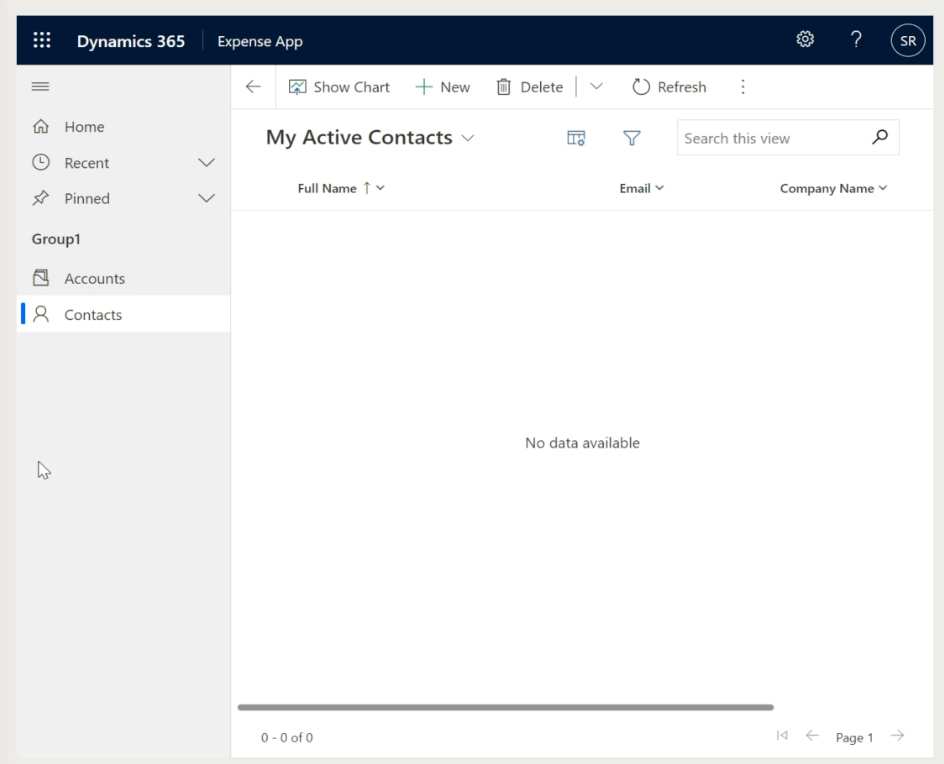 Dynamics 365 Expense App ? SR
Show Chart New Delete Refresh
Home
Recent
Pinned
Group1
Accounts
Contacts
My Active Contacts Search this view
Full Name ↑ Email Company Name
No data available
0 - 0 of 0 Page 1